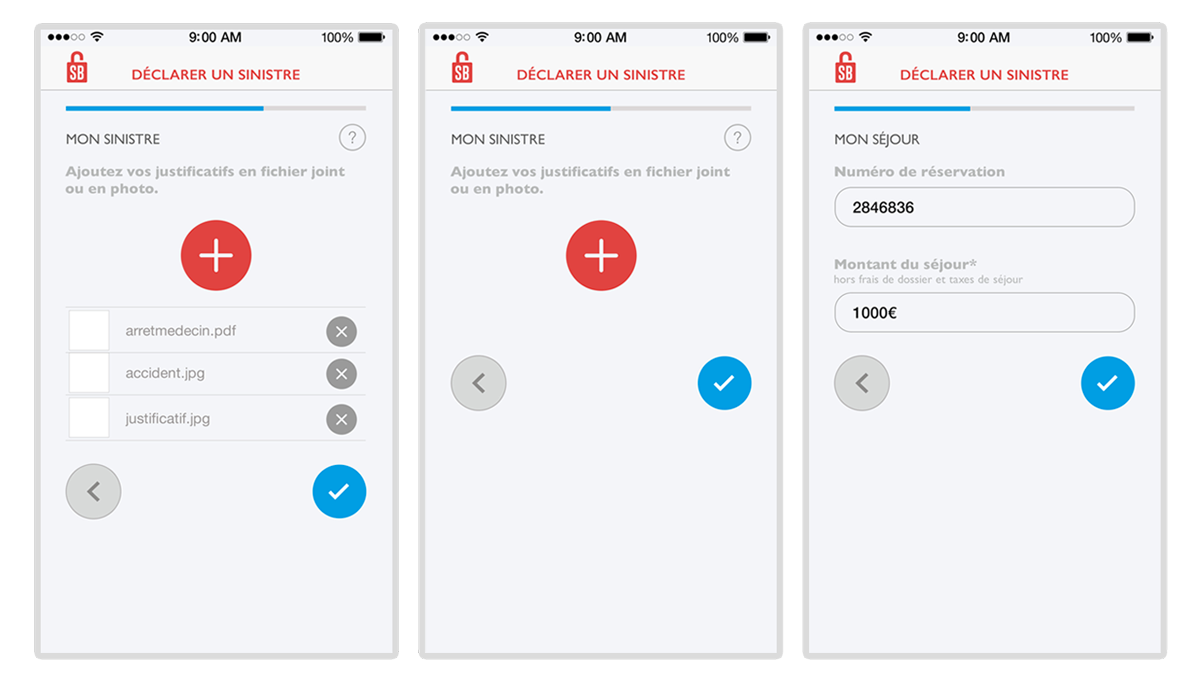 9:00 AM
100%
SB
DÉCLARER UN SINISTRE
MON SINISTRE
?
Ajoutez vos justificatifs en fichier joint
ou en photo.
arretmedecin.pdf
accident.jpg
justificatif.jpg
9:00 AM
100%
SB
DÉCLARER UN SINISTRE
MON SINISTRE
?
Ajoutez vos justificatifs en fichier joint
ou en photo.
9:00 AM
100%
SB
DÉCLARER UN SINISTRE
MON SÉJOUR
Numéro de réservation
2846836
Montant du séjour*
hors frais de dossier et taxes de séjour
1000€